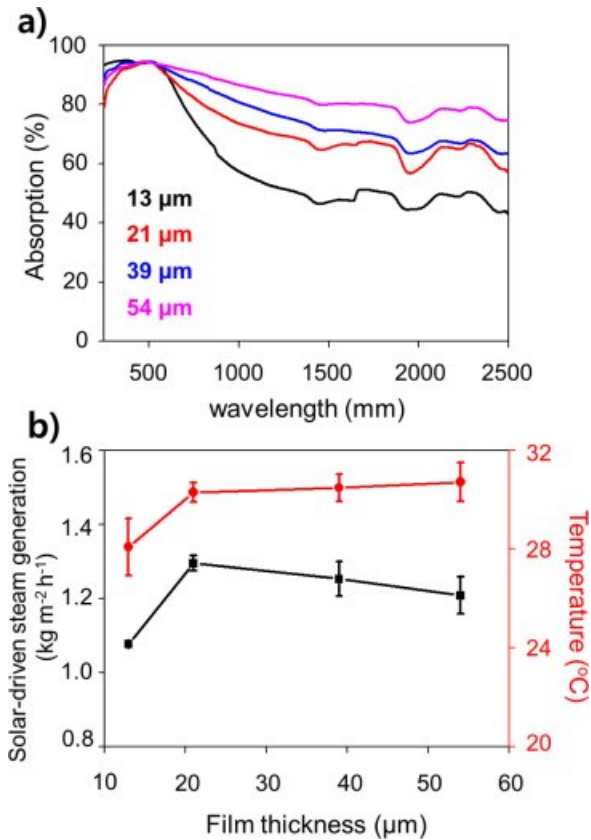 a)
100
80
60
40
20
0
Absorption (%)
13 µm
21 µm
39 µm
54 µm
500 1000 1500 2000 2500
wavelength (mm)
b)
1.6
1.4
1.2
1.0
0.8
Solar-driven steam generation
(kg m⁻² h⁻¹)
32
28
24
20
Temperature (ºC)
10 20 30 40 50 60
Film thickness (µm)